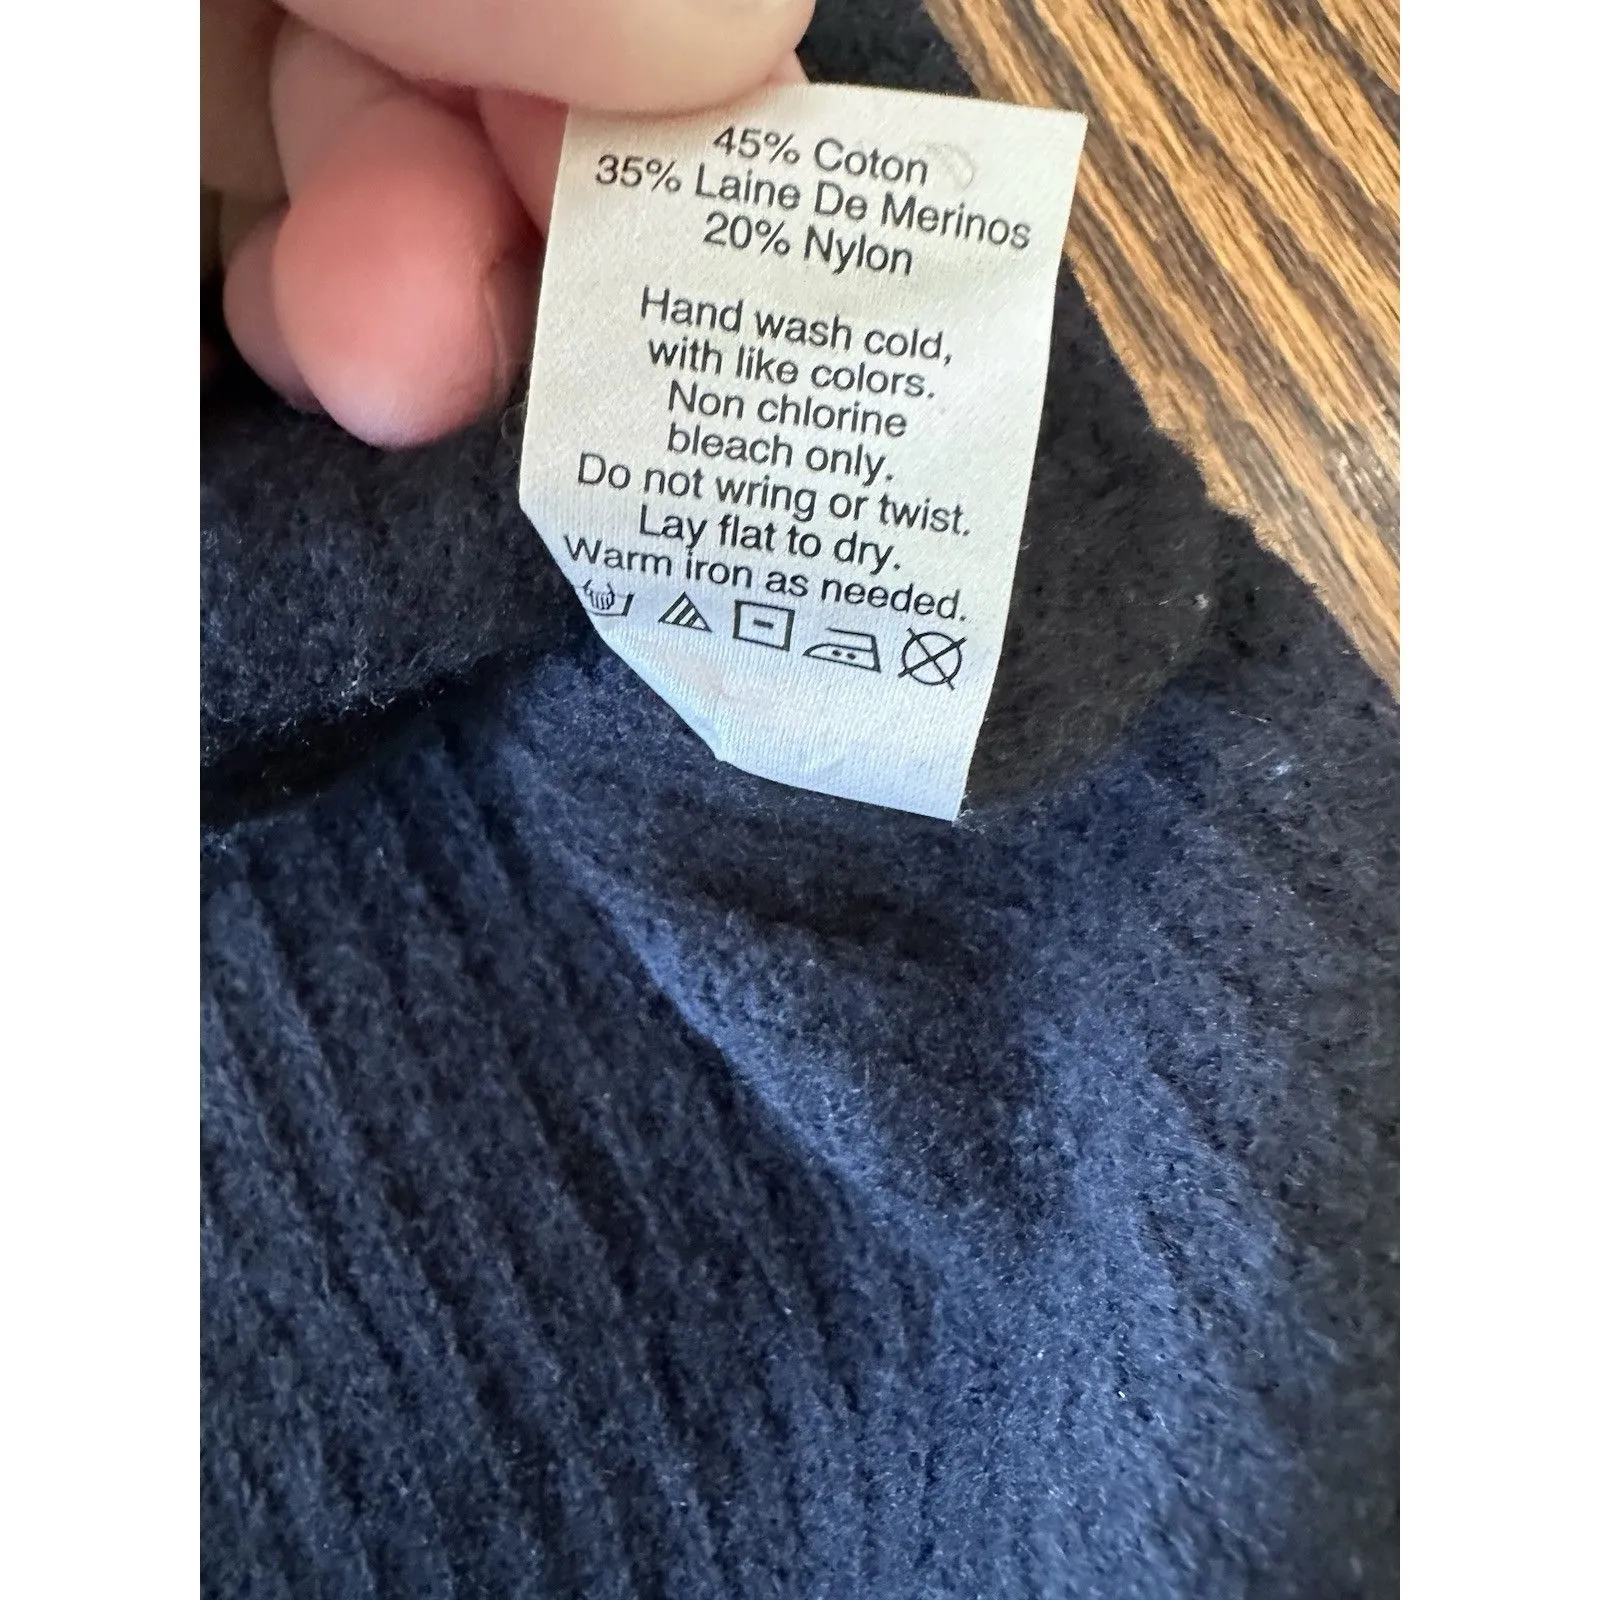 45% Coton
35% Laine De Merinos
20% Nylon
Hand wash cold,
with like colors.
Non chlorine
bleach only.
Do not wring or twist.
Lay flat to dry.
Warm iron as needed.